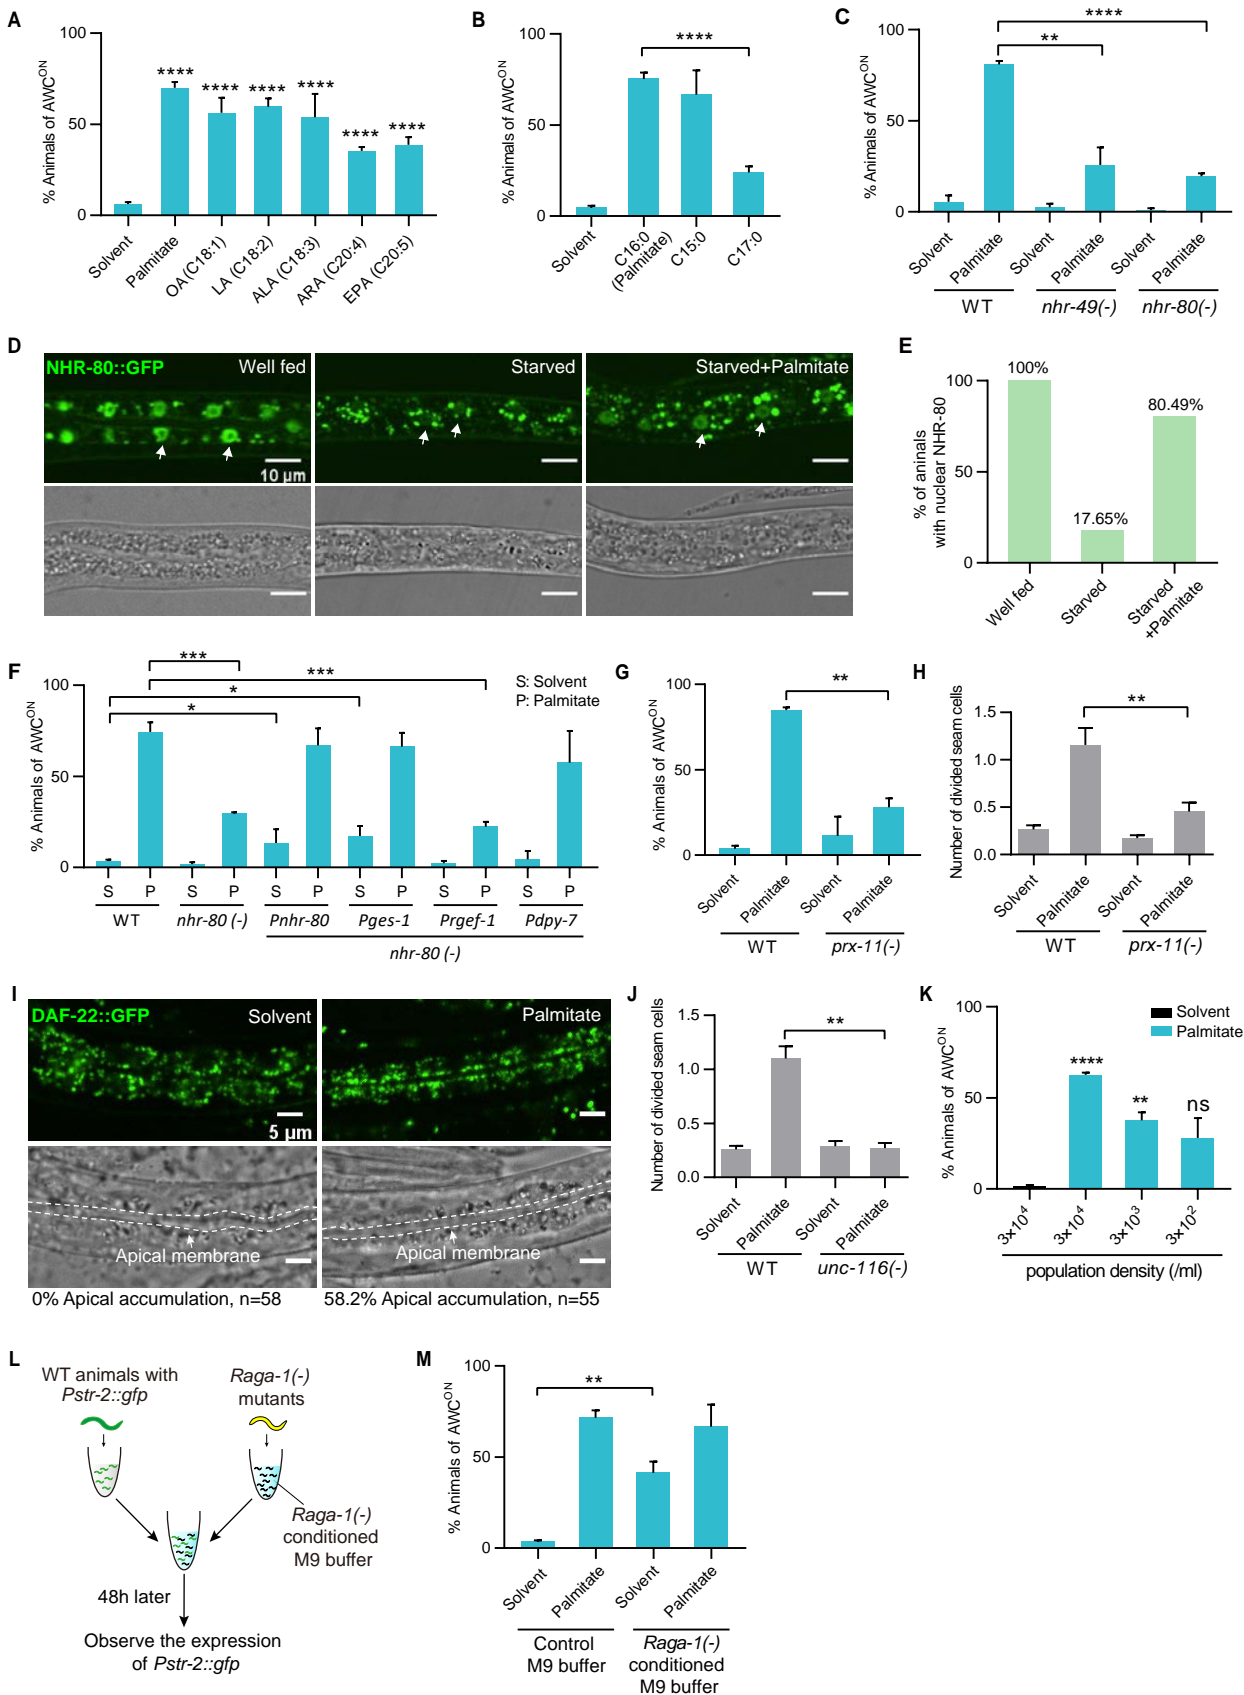 A
% Animals of AWC^ON
100
50
0
****
****
****
****
****
****
Solvent
Palmitate
OA (C18:1)
LA (C18:2)
ALA (C18:3)
ARA (C20:4)
EPA (C20:5)
B
% Animals of AWC^ON
100
50
0
****
Solvent
C16:0
(Palmitate)
C15:0
C17:0
C
% Animals of AWC^ON
100
50
0
****
**
Solvent
Palmitate
Solvent
Palmitate
Solvent
Palmitate
WT
nhr-49(-)
nhr-80(-)
D
NHR-80::GFP
Well fed
Starved
Starved+Palmitate
10 µm
E
% of aninals
with nuclear NHR-80
100
50
0
100%
17.65%
80.49%
Well fed
Starved
Starved
+Palmitate
F
% Animals of AWC^ON
100
50
0
***
***
*
*
S: Solvent
P: Palmitate
S P S P S P S P S P S P
WT
nhr-80 (-)
Pnhr-80
Pges-1
Prgef-1
Pdpy-7
nhr-80 (-)
G
% Animals of AWC^ON
100
50
0
**
Solvent
Palmitate
Solvent
Palmitate
WT
prx-11(-)
H
Number of divided seam cells
1.5
1.0
0.5
0.0
**
Solvent
Palmitate
Solvent
Palmitate
WT
prx-11(-)
I
DAF-22::GFP
Solvent
Palmitate
5 µm
Apical membrane
Apical membrane
0% Apical accumulation, n=58
58.2% Apical accumulation, n=55
J
Number of divided seam cells
1.5
1.0
0.5
0.0
**
Solvent
Palmitate
Solvent
Palmitate
WT
unc-116(-)
K
% Animals of AWC^ON
100
50
0
Solvent
Palmitate
****
**
ns
3×10^4
3×10^4
3×10^3
3×10^2
population density (/ml)
L
WT animals with
Pstr-2::gfp
Raga-1(-)
mutants
Raga-1(-)
conditioned
M9 buffer
48h later
Observe the expression
of Pstr-2::gfp
M
% Animals of AWC^ON
100
50
0
**
Solvent
Palmitate
Solvent
Palmitate
Control
M9 buffer
Raga-1(-)
conditioned
M9 buffer